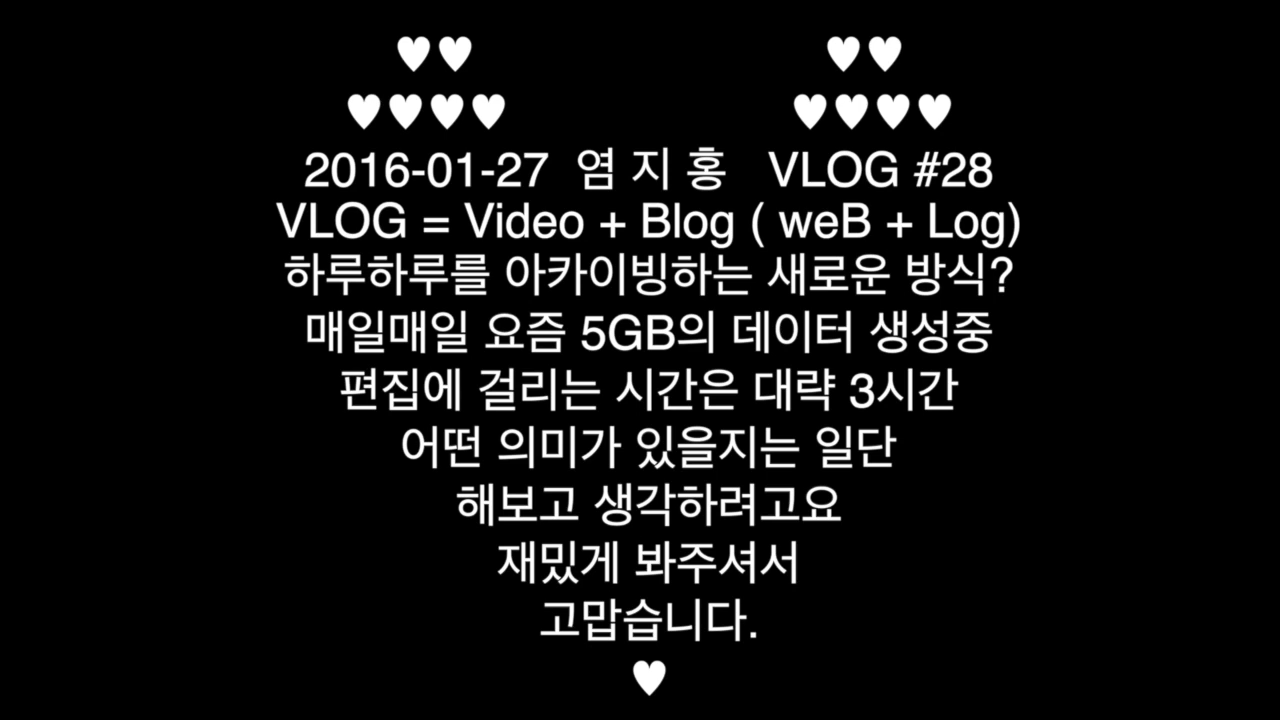 ♥♥ ♥♥
♥♥♥♥ ♥♥♥♥
2016-01-27 염 지 홍 VLOG #28
VLOG = Video + Blog ( weB + Log)
하루하루를 아카이빙하는 새로운 방식?
매일매일 요즘 5GB의 데이터 생성중
편집에 걸리는 시간은 대략 3시간
어떤 의미가 있을지는 일단
해보고 생각하려고요
재밌게 봐주셔서
고맙습니다.
♥